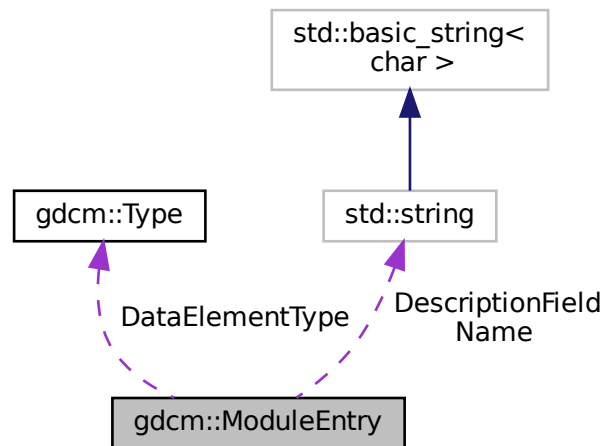 std::basic_string<
char >
gdcm::Type
std::string
DataElementType
DescriptionField
Name
gdcm::ModuleEntry